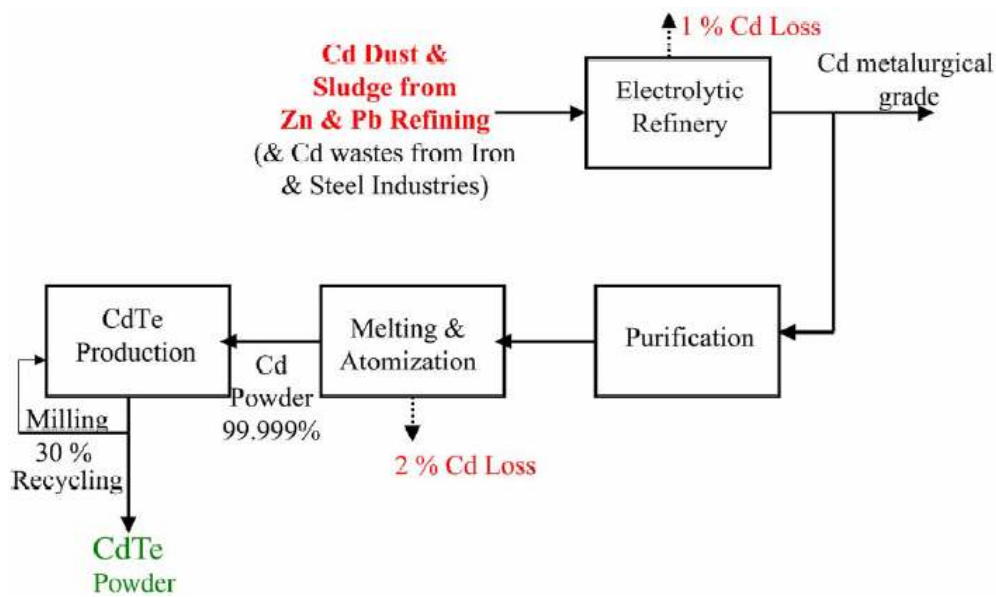 1 % Cd Loss
Cd Dust &
Sludge from
Zn & Pb Refining
(& Cd wastes from Iron
& Steel Industries)
Electrolytic
Refinery
Cd metalurgical
grade
CdTe
Production
Melting &
Atomization
Purification
Cd
Powder
99.999%
Milling
30 %
Recycling
2 % Cd Loss
CdTe
Powder